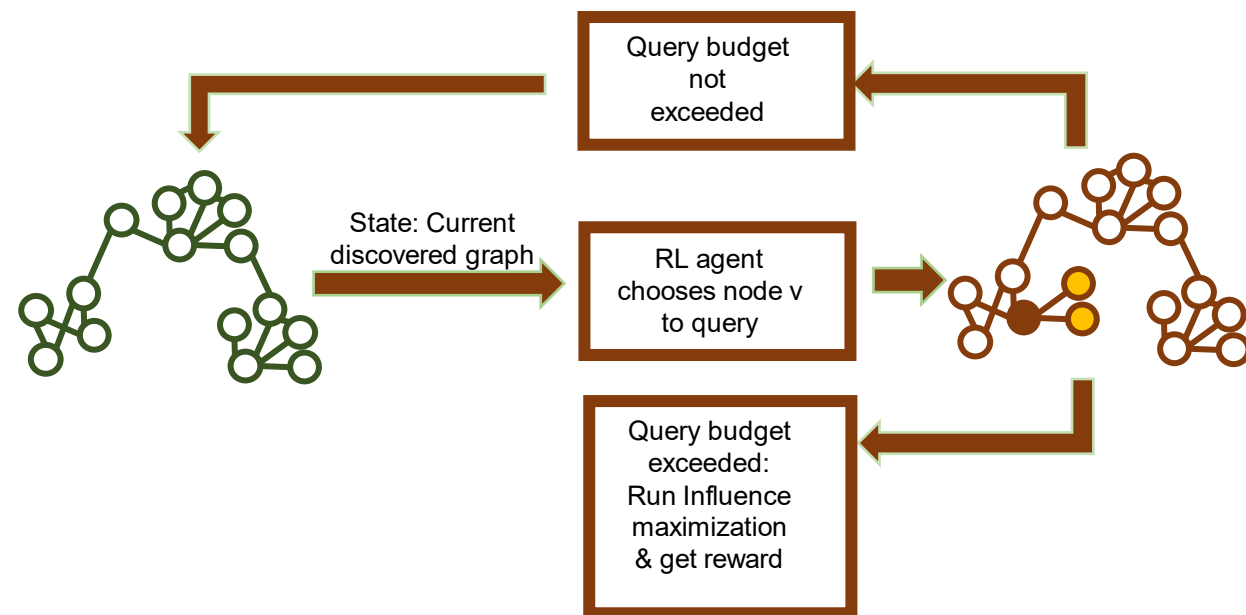 Query budget
not
exceeded
State: Current
discovered graph
RL agent
chooses node v
to query
Query budget
exceeded:
Run Influence
maximization
& get reward